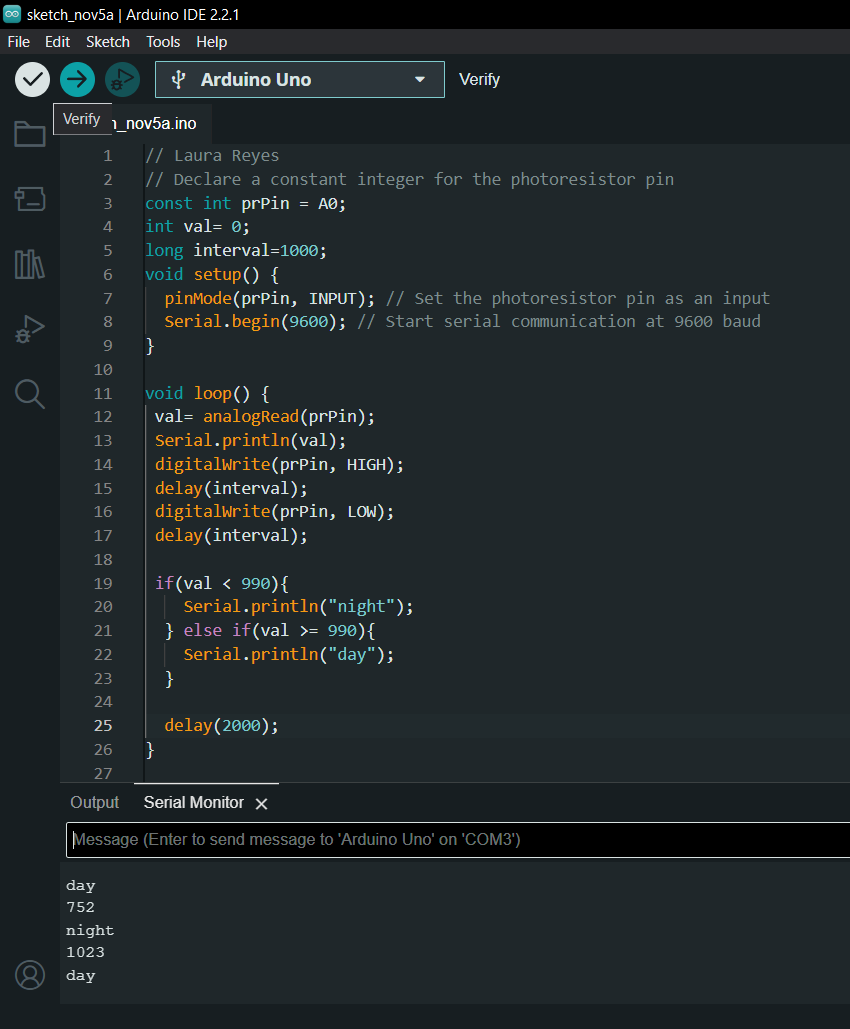 sketch_nov5a | Arduino IDE 2.2.1
File Edit Sketch Tools Help
Arduino Uno
Verify
Verify
h_nov5a.ino
1 // Laura Reyes
2 // Declare a constant integer for the photoresistor pin
3 const int prPin = A0;
4 int val= 0;
5 long interval=1000;
6 void setup() {
7 pinMode(prPin, INPUT); // Set the photoresistor pin as an input
8 Serial.begin(9600); // Start serial communication at 9600 baud
9 }
10
11 void loop() {
12 val= analogRead(prPin);
13 Serial.println(val);
14 digitalWrite(prPin, HIGH);
15 delay(interval);
16 digitalWrite(prPin, LOW);
17 delay(interval);
18
19 if(val < 990){
20 Serial.println("night");
21 } else if(val >= 990){
22 Serial.println("day");
23 }
24
25 delay(2000);
26 }
27
Output Serial Monitor
Message (Enter to send message to 'Arduino Uno' on 'COM3')
day
752
night
1023
day